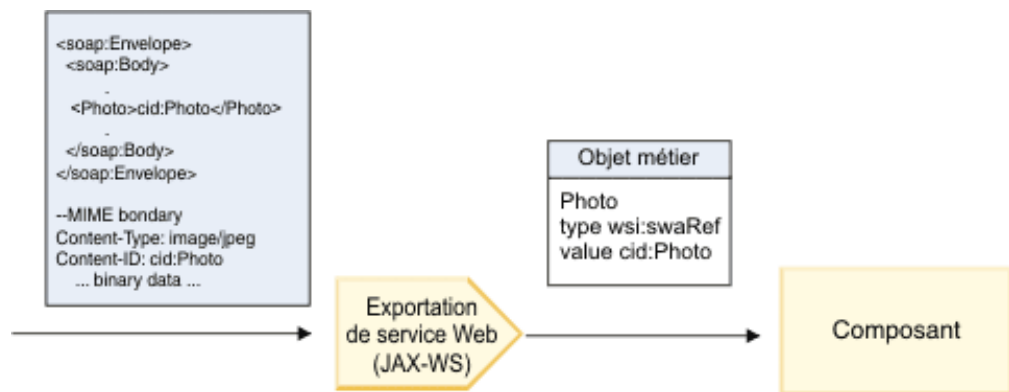 <soap:Envelope>
<soap:Body>
.
<Photo>cid:Photo</Photo>
.
</soap:Body>
</soap:Envelope>
--MIME bondary
Content-Type: image/jpeg
Content-ID: cid:Photo
... binary data ...
Exportation
de service Web
(JAX-WS)
Objet métier
Photo
type wsi:swaRef
value cid:Photo
Composant